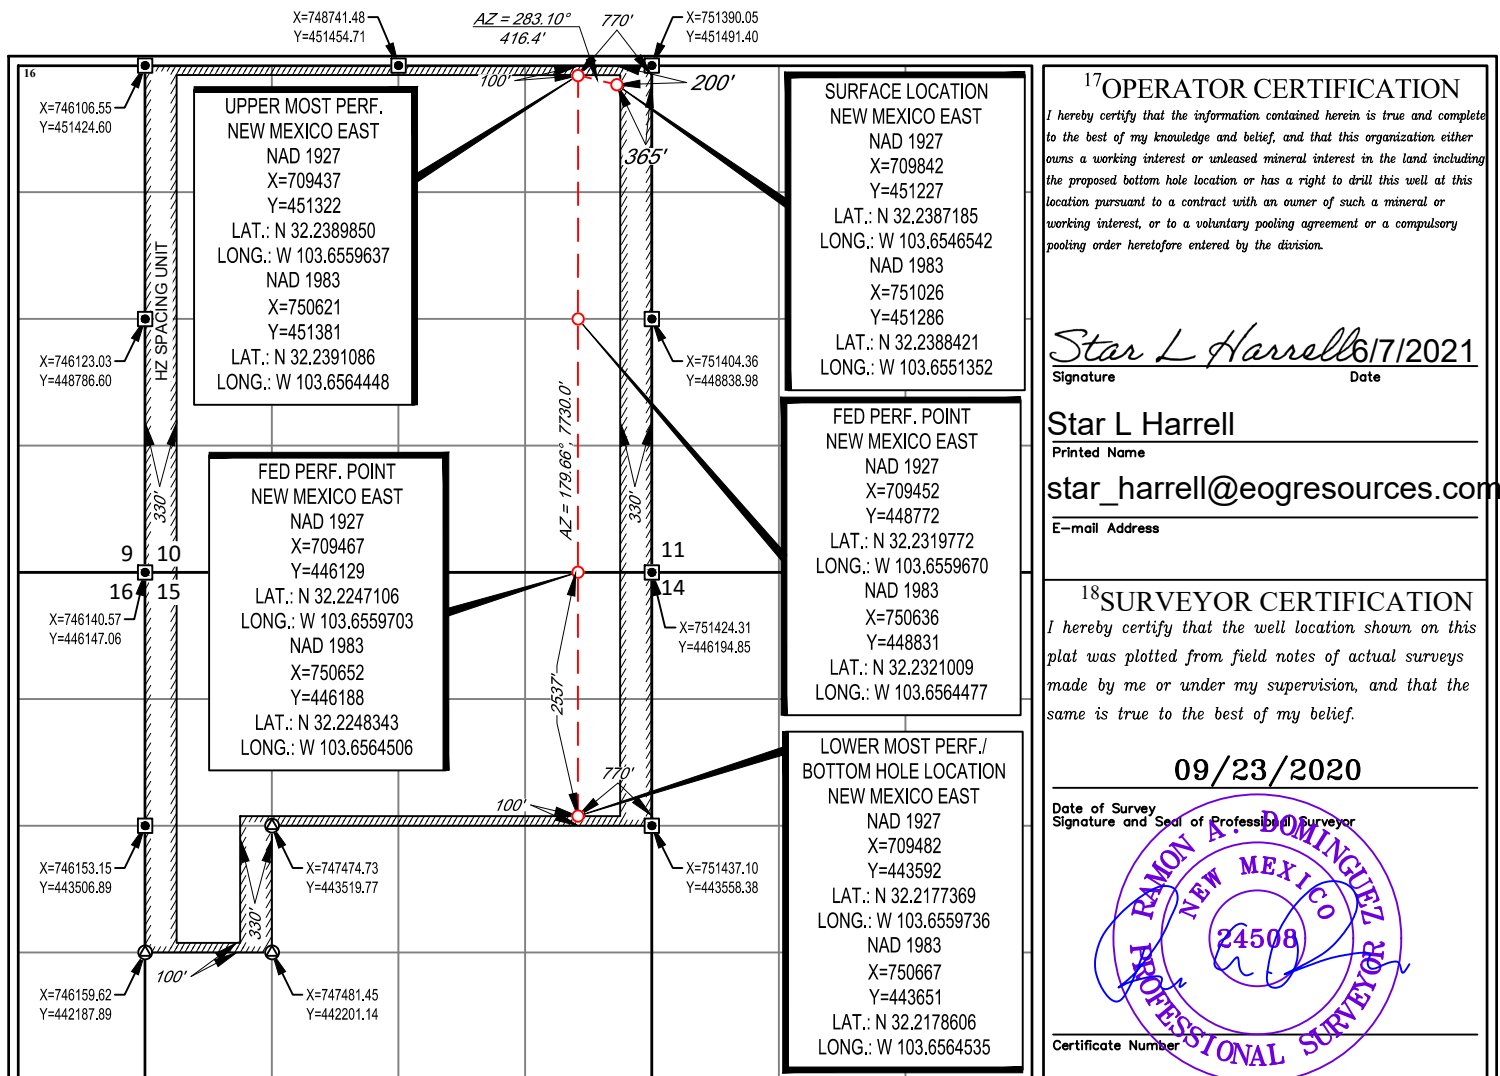 X=748741.48
Y=451454.71
AZ = 283.10°
416.4'
770'
X=751390.05
Y=451491.40
16
100'
200'
X=746106.55
Y=451424.60
365'
UPPER MOST PERF.
NEW MEXICO EAST
NAD 1927
X=709437
Y=451322
LAT.: N 32.2389850
LONG.: W 103.6559637
NAD 1983
X=750621
Y=451381
LAT.: N 32.2391086
LONG.: W 103.6564448
SURFACE LOCATION
NEW MEXICO EAST
NAD 1927
X=709842
Y=451227
LAT.: N 32.2387185
LONG.: W 103.6546542
NAD 1983
X=751026
Y=451286
LAT.: N 32.2388421
LONG.: W 103.6551352
HZ SPACING UNIT
X=746123.03
Y=448786.60
X=751404.36
Y=448838.98
AZ = 179.66°, 7730.0'
330'
330'
FED PERF. POINT
NEW MEXICO EAST
NAD 1927
X=709467
Y=446129
LAT.: N 32.2247106
LONG.: W 103.6559703
NAD 1983
X=750652
Y=446188
LAT.: N 32.2248343
LONG.: W 103.6564506
FED PERF. POINT
NEW MEXICO EAST
NAD 1927
X=709452
Y=448772
LAT.: N 32.2319772
LONG.: W 103.6559670
NAD 1983
X=750636
Y=448831
LAT.: N 32.2321009
LONG.: W 103.6564477
9 10
16 15
11
14
X=746140.57
Y=446147.06
X=751424.31
Y=446194.85
2537'
770'
100'
LOWER MOST PERF./
BOTTOM HOLE LOCATION
NEW MEXICO EAST
NAD 1927
X=709482
Y=443592
LAT.: N 32.2177369
LONG.: W 103.6559736
NAD 1983
X=750667
Y=443651
LAT.: N 32.2178606
LONG.: W 103.6564535
X=746153.15
Y=443506.89
X=747474.73
Y=443519.77
X=751437.10
Y=443558.38
330'
100'
X=746159.62
Y=442187.89
X=747481.45
Y=442201.14
17 OPERATOR CERTIFICATION
I hereby certify that the information contained herein is true and complete
to the best of my knowledge and belief, and that this organization either
owns a working interest or unleased mineral interest in the land including
the proposed bottom hole location or has a right to drill this well at this
location pursuant to a contract with an owner of such a mineral or
working interest, or to a voluntary pooling agreement or a compulsory
pooling order heretofore entered by the division.
Star L Harrell 6/7/2021
Signature Date
Star L Harrell
Printed Name
star_harrell@eogresources.com
E-mail Address
18 SURVEYOR CERTIFICATION
I hereby certify that the well location shown on this
plat was plotted from field notes of actual surveys
made by me or under my supervision, and that the
same is true to the best of my belief.
09/23/2020
Date of Survey
Signature and Seal of Professional Surveyor
RAMON A. DOMINGUEZ
NEW MEXICO
24508
PROFESSIONAL SURVEYOR
Certificate Number